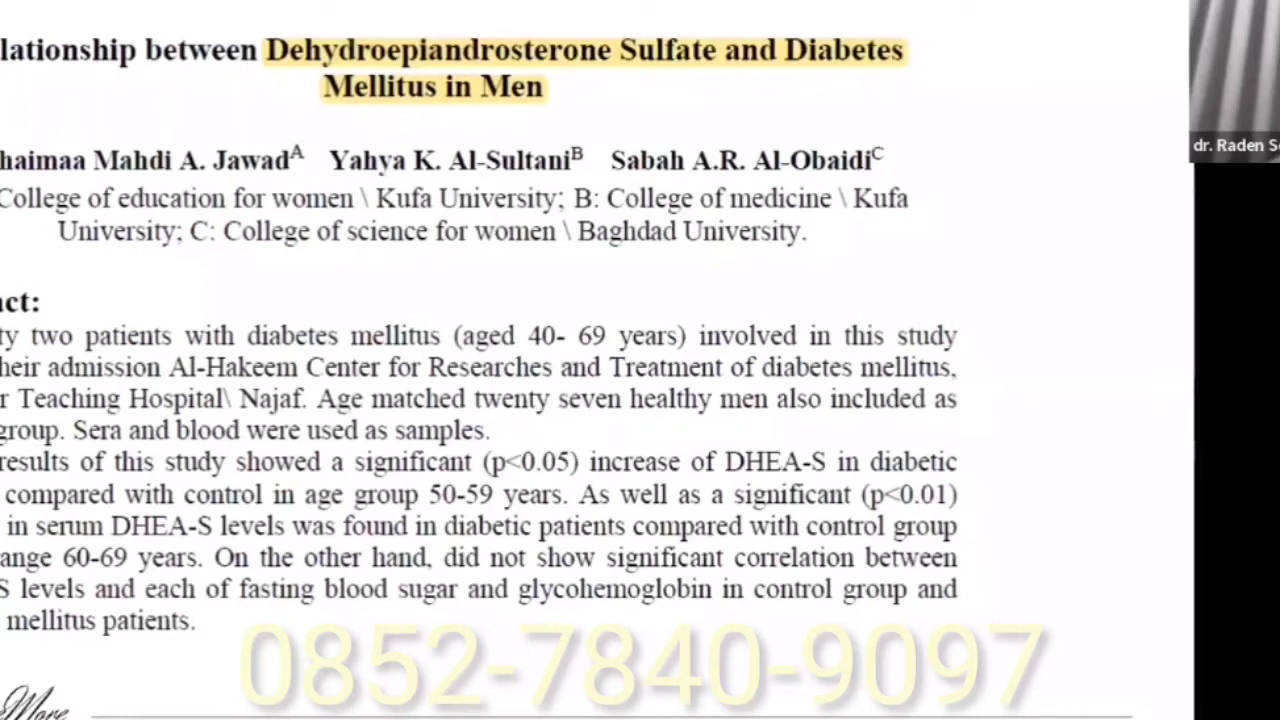 lationship between Dehydroepiandrosterone Sulfate and Diabetes
Mellitus in Men
haimaa Mahdi A. Jawad^A Yahya K. Al-Sultani^B Sabah A.R. Al-Obaidi^C
College of education for women \ Kufa University; B: College of medicine \ Kufa
University; C: College of science for women \ Baghdad University.
act:
ty two patients with diabetes mellitus (aged 40- 69 years) involved in this study
heir admission Al-Hakeem Center for Researches and Treatment of diabetes mellitus,
r Teaching Hospital\ Najaf. Age matched twenty seven healthy men also included as
group. Sera and blood were used as samples.
results of this study showed a significant (p<0.05) increase of DHEA-S in diabetic
compared with control in age group 50-59 years. As well as a significant (p<0.01)
in serum DHEA-S levels was found in diabetic patients compared with control group
ange 60-69 years. On the other hand, did not show significant correlation between
S levels and each of fasting blood sugar and glycohemoglobin in control group and
mellitus patients.
0852-7840-9097
More
dr. Raden S